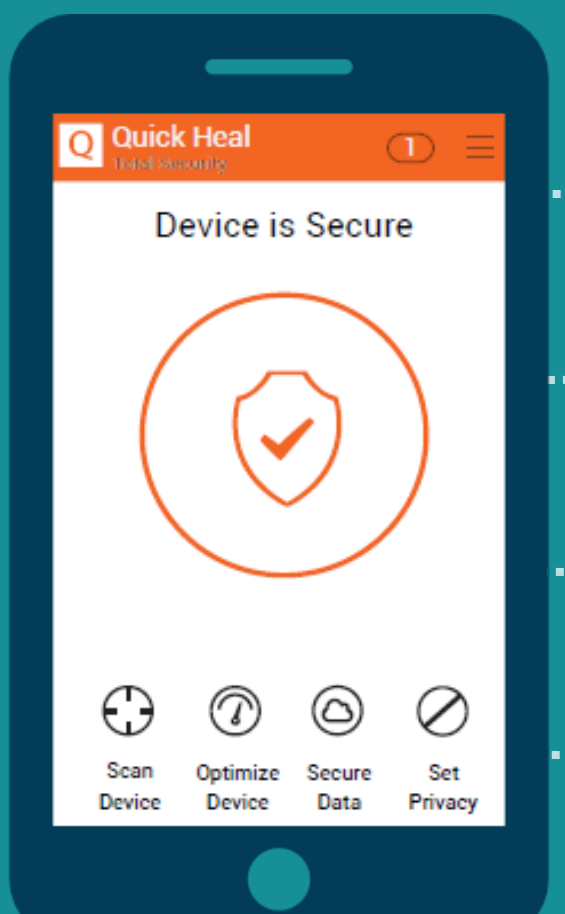 Q Quick Heal 1
Total Security
Device is Secure
Scan Optimize Secure Set
Device Device Data Privacy